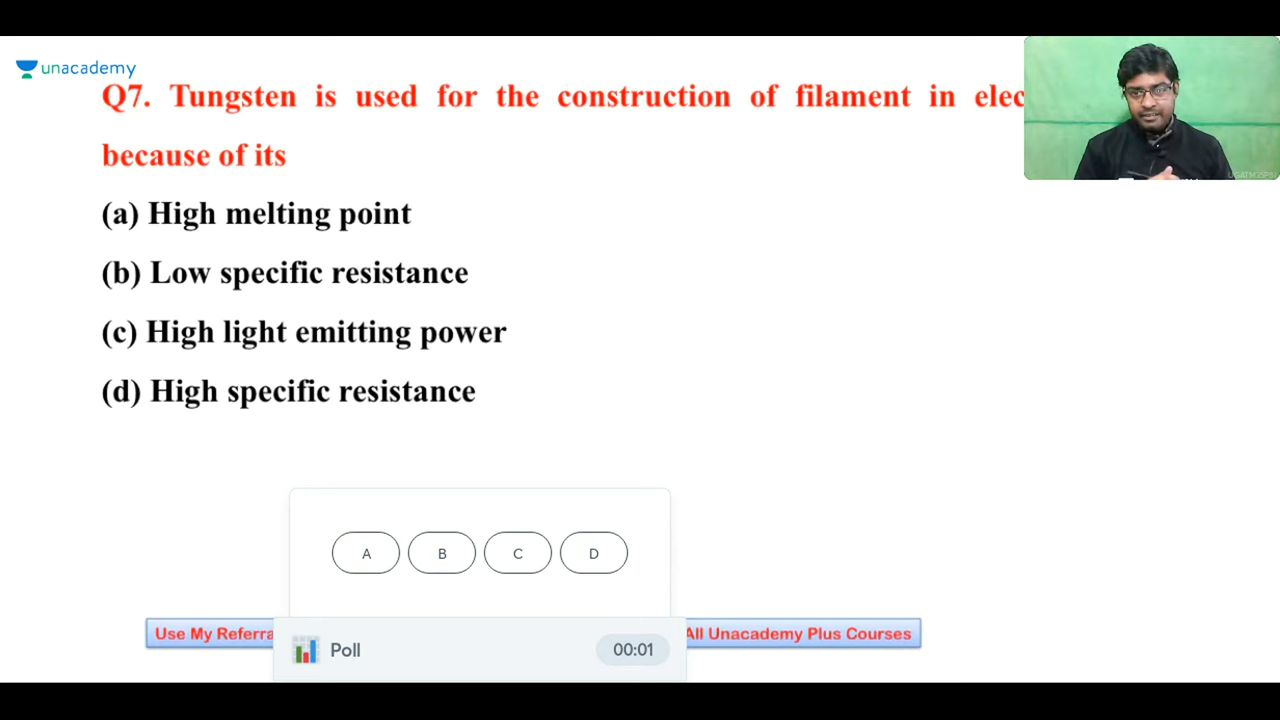 unacademy
Q7. Tungsten is used for the construction of filament in elec
because of its
(a) High melting point
(b) Low specific resistance
(c) High light emitting power
(d) High specific resistance
A B C D
Use My Referra All Unacademy Plus Courses
Poll 00:01